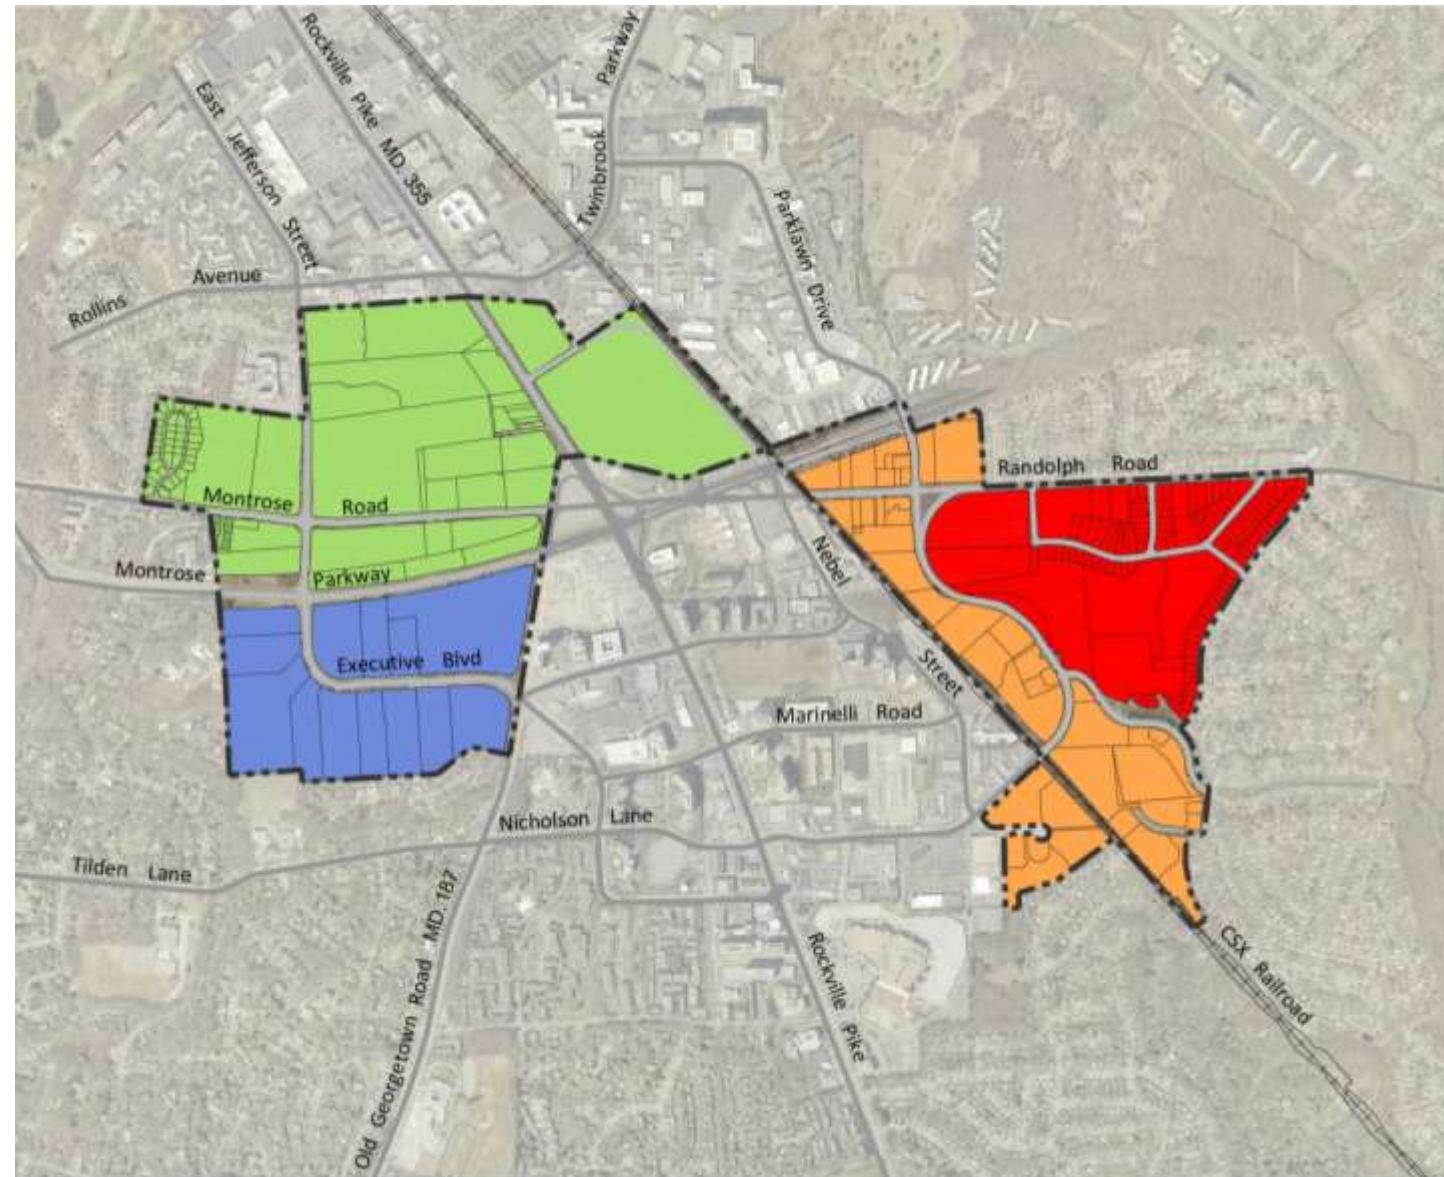 Rockville Pike MD. 355
Parkway
East Jefferson Street
Twinbrook
Parklawn Drive
Avenue
Rollins
Randolph Road
Montrose Road
Nebel
Montrose
Parkway
Executive Blvd
Street
Marinelli Road
Nicholson Lane
Tilden Lane
Old Georgetown Road MD. 187
Rockville Pike
CSX Railroad